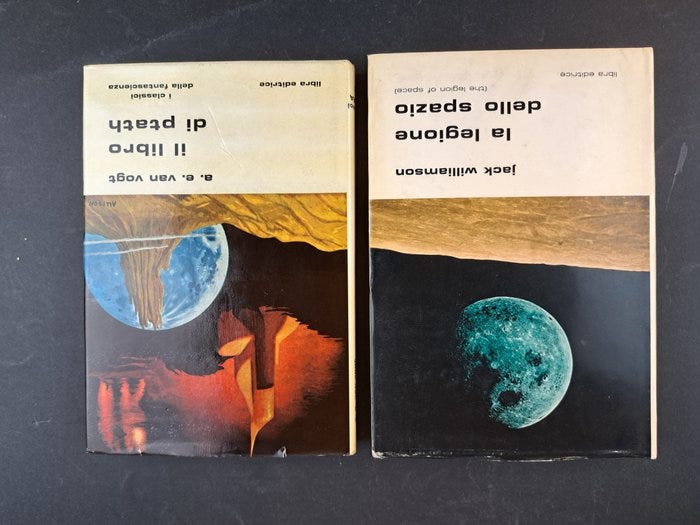 a. e. van vogt
il libro
di ptath
i classici
della fantascienza
libra editrice
ALLISON
jack williamson
la legione
dello spazio
(the legion of space)
libra editrice